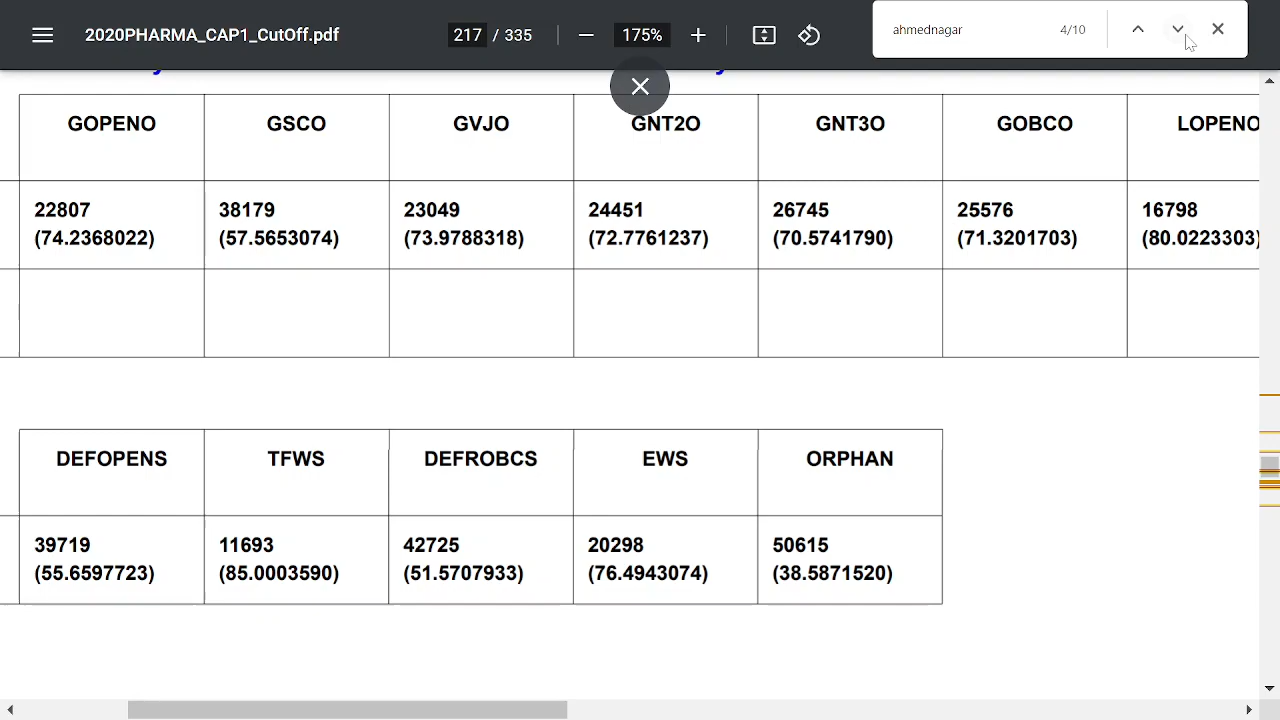 2020PHARMA_CAP1_CutOff.pdf
217 / 335
175%
ahmednagar
4/10
GOPENO GSCO GVJO GNT2O GNT3O GOBCO LOPENO
22807 38179 23049 24451 26745 25576 16798
(74.2368022) (57.5653074) (73.9788318) (72.7761237) (70.5741790) (71.3201703) (80.0223303)
DEFOPENS TFWS DEFROBCS EWS ORPHAN
39719 11693 42725 20298 50615
(55.6597723) (85.0003590) (51.5707933) (76.4943074) (38.5871520)